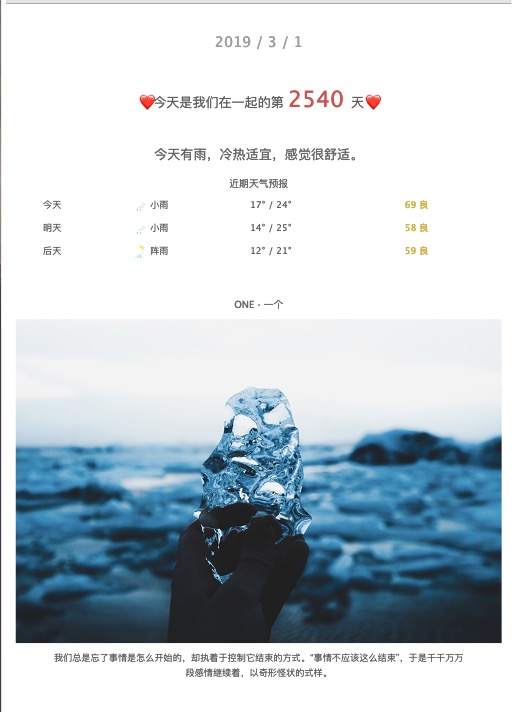 2019 / 3 / 1
❤️今天是我们在一起的第 2540 天❤️
今天有雨，冷热适宜，感觉很舒适。
近期天气预报
今天 小雨 17° / 24° 69 良
明天 小雨 14° / 25° 58 良
后天 阵雨 12° / 21° 59 良
ONE · 一个
我们总是忘了事情是怎么开始的，却执着于控制它结束的方式。“事情不应该这么结束”，于是千千万万
段感情继续着，以奇形怪状的式样。